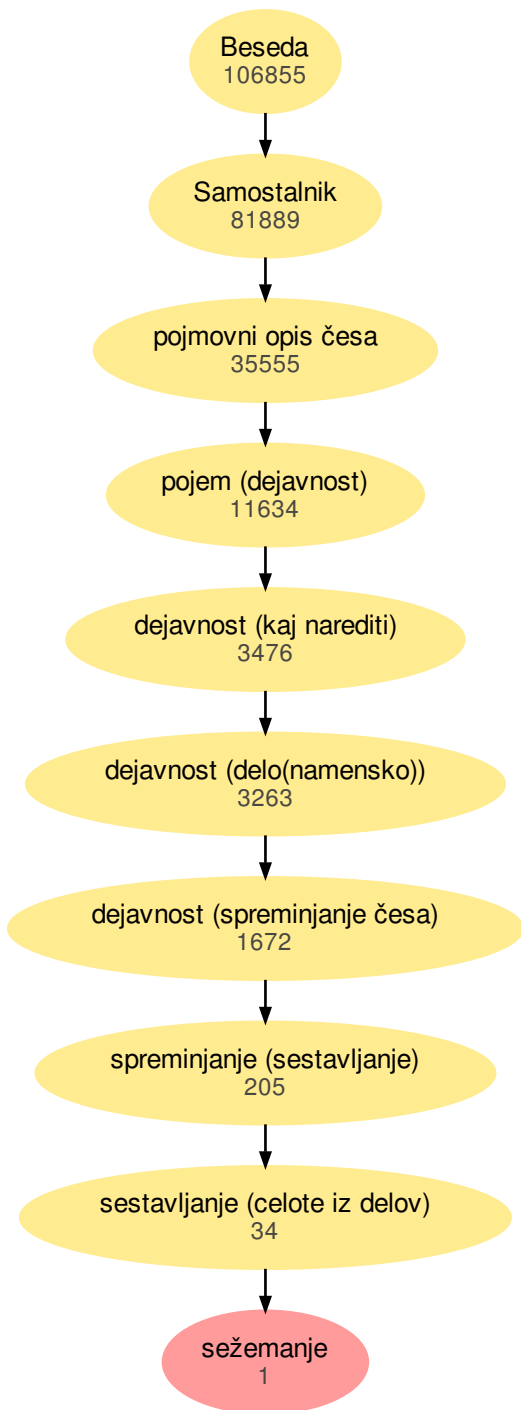 Beseda
106855
Samostalnik
81889
pojmovni opis česa
35555
pojem (dejavnost)
11634
dejavnost (kaj narediti)
3476
dejavnost (delo(namensko))
3263
dejavnost (spreminjanje česa)
1672
spreminjanje (sestavljanje)
205
sestavljanje (celote iz delov)
34
sežemanje
1